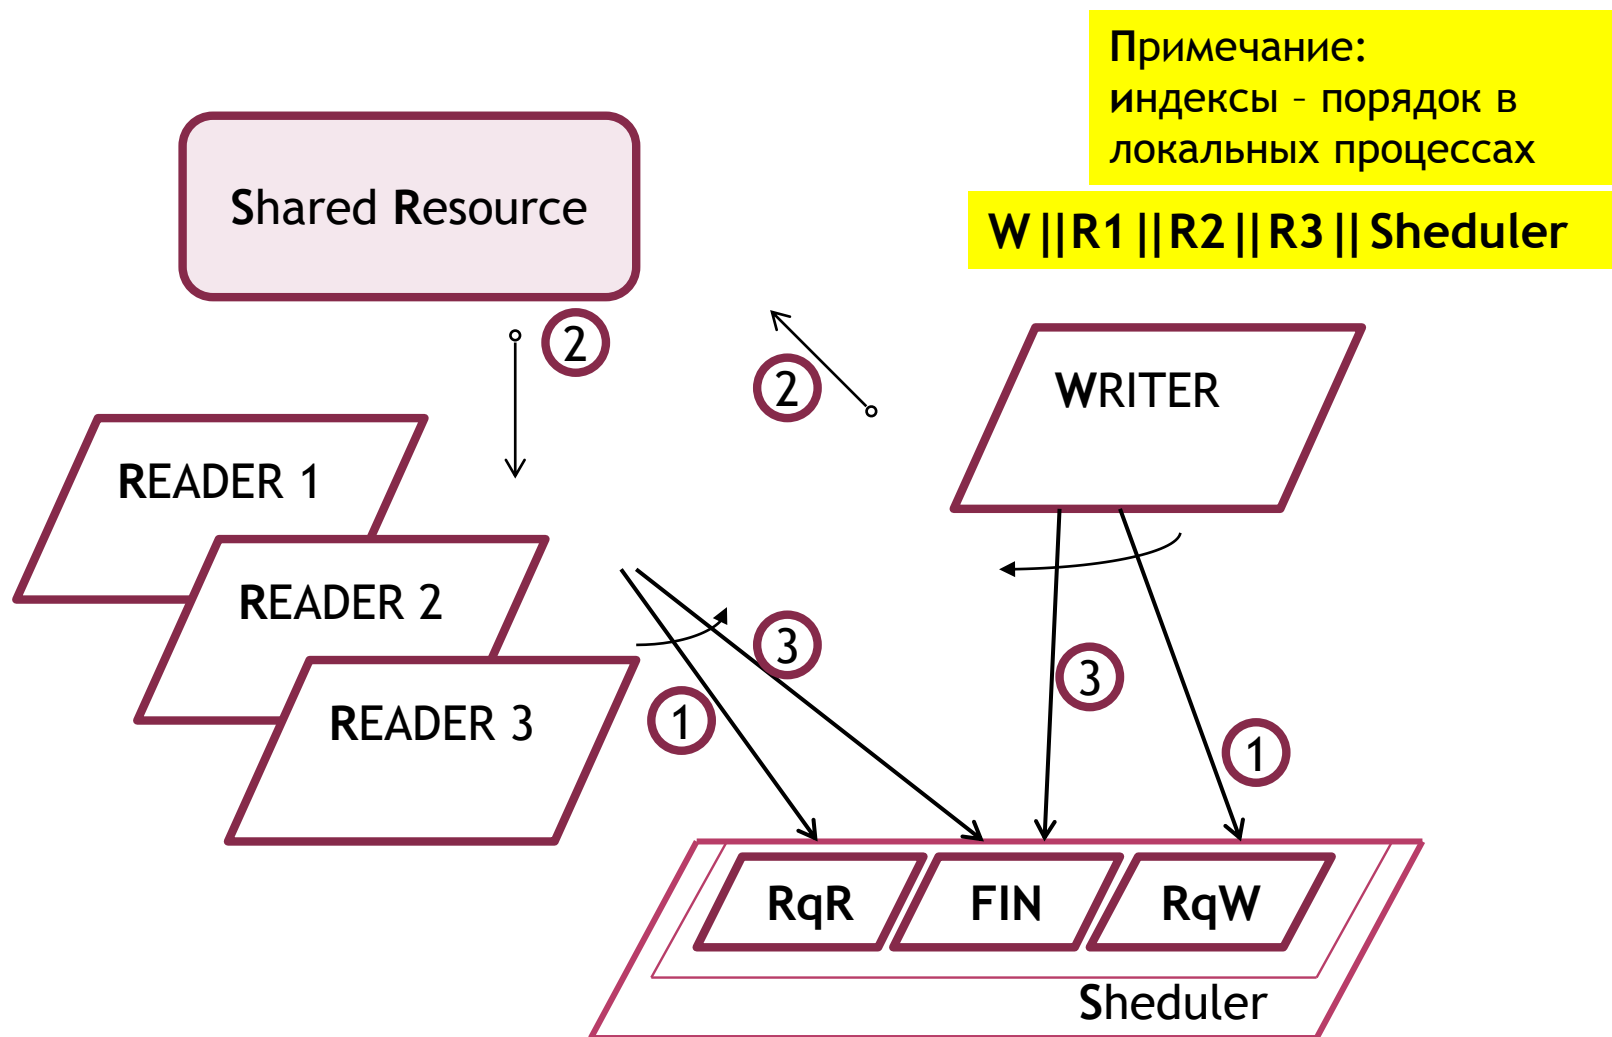 Примечание:
индексы – порядок в
локальных процессах
W||R1||R2||R3||Sheduler
Shared Resource
2
2
WRITER
READER 1
READER 2
READER 3
3
1
3
1
RqR
FIN
RqW
Sheduler